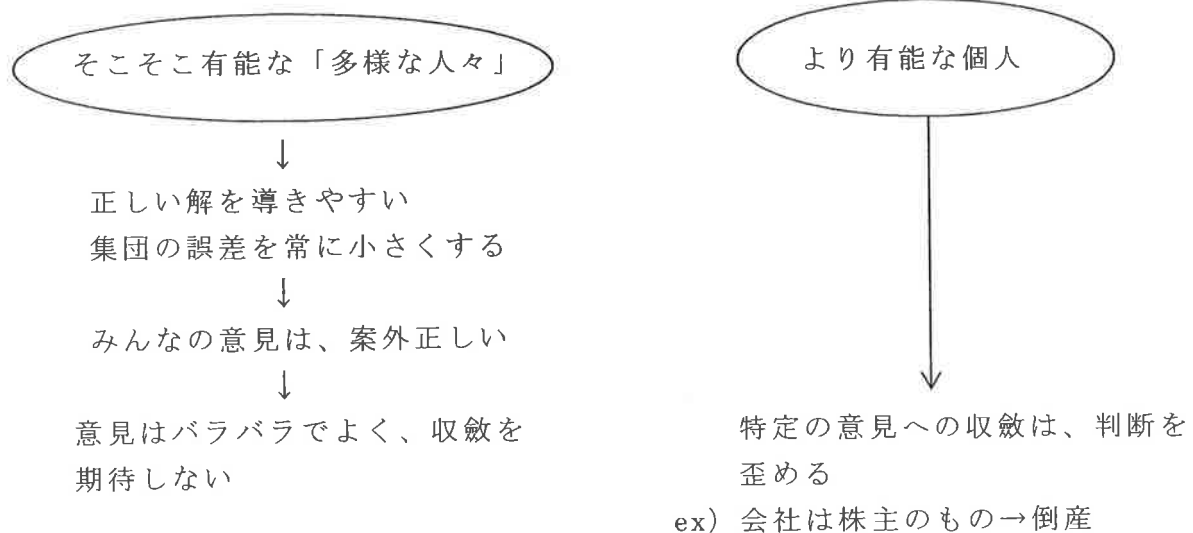 そこそこ有能な「多様な人々」
↓
正しい解を導きやすい
集団の誤差を常に小さくする
↓
みんなの意見は、案外正しい
↓
意見はバラバラでよく、収斂を
期待しない
より有能な個人
特定の意見への収斂は、判断を
歪める
ex) 会社は株主のもの→倒産